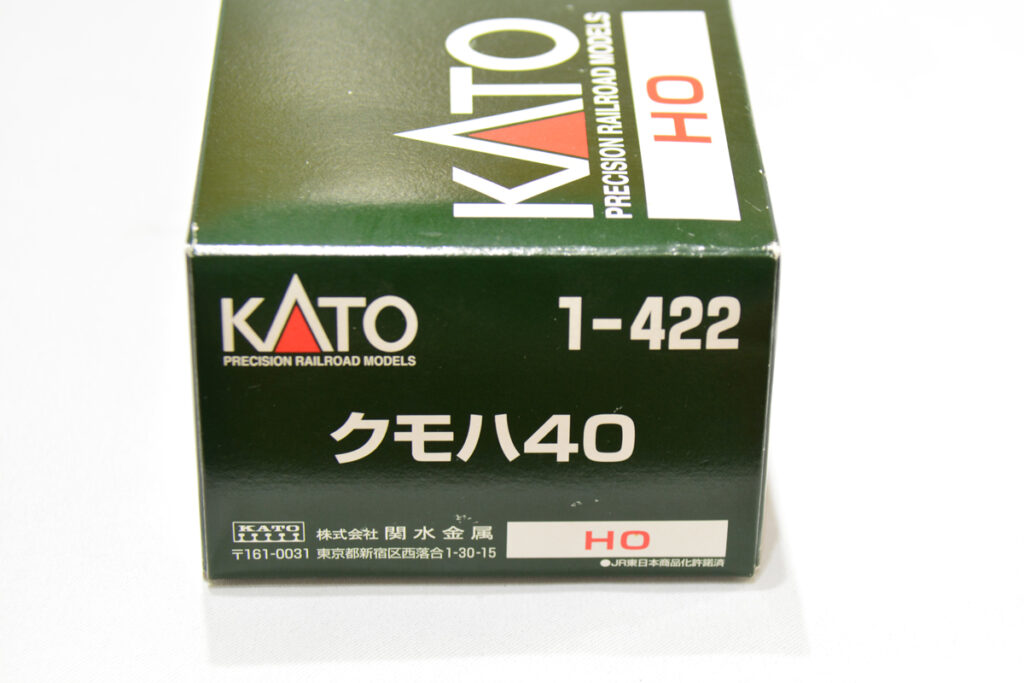 KATO
PRECISION RAILROAD MODELS
HO
KATO
PRECISION RAILROAD MODELS
1-422
クモハ40
KATO
株式会社 関水金属
〒161-0031 東京都新宿区西落合1-30-15
HO
●JR東日本商品化許諾済